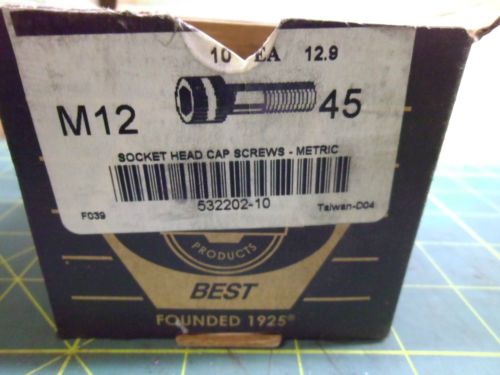 10 EA 12.9
M12 45
SOCKET HEAD CAP SCREWS - METRIC
532202-10
F039 Taiwan-D04
PRODUCTS
BEST
FOUNDED 1925®